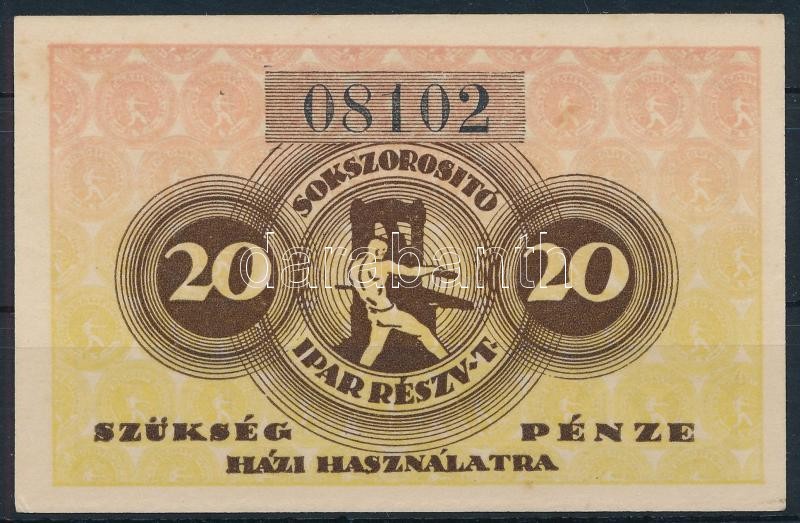 08102
SOKSZOROSITÓ
20
20
darabanth
IPAR RÉSZV-T-
SZÜKSÉG PÉNZE
HÁZI HASZNÁLATRA